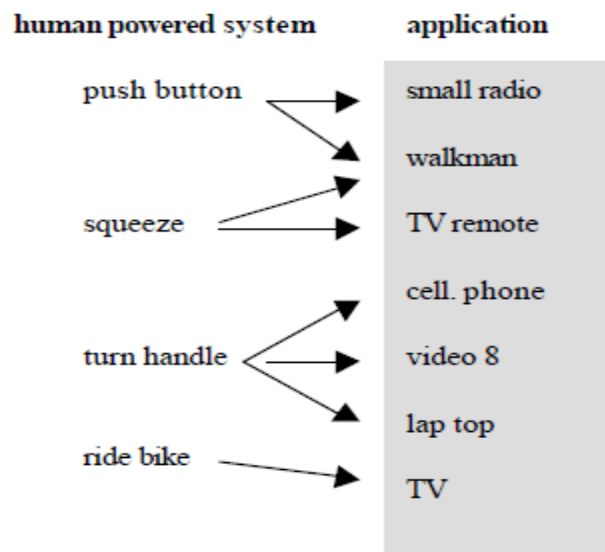 human powered system application
push button small radio
walkman
squeeze TV remote
cell. phone
turn handle video 8
lap top
ride bike
TV